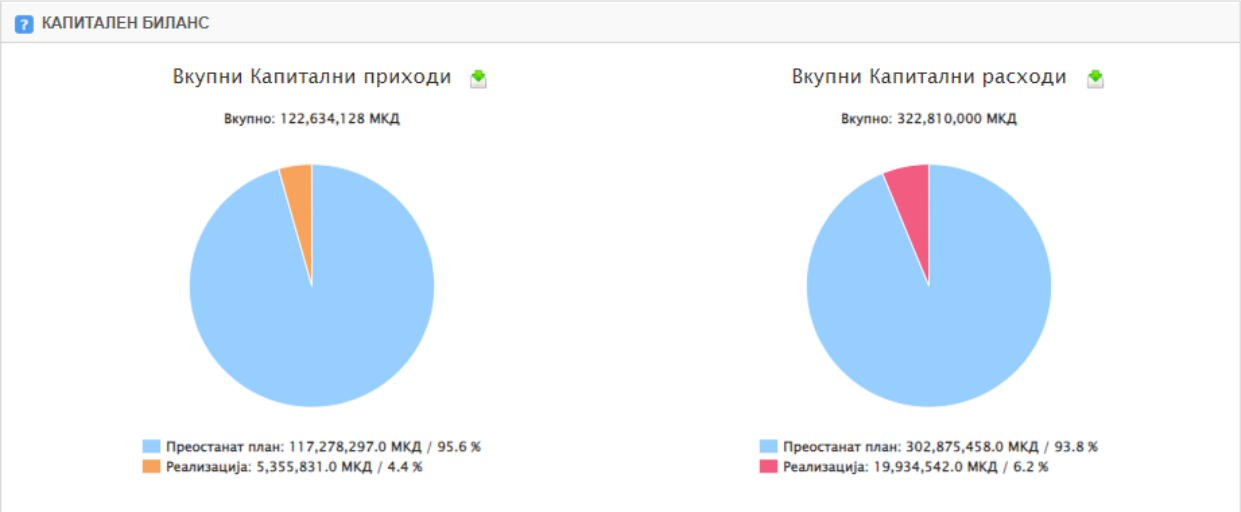 ? КАПИТАЛЕН БИЛАНС
Вкупни Капитални приходи
Вкупно: 122,634,128 МКД
Преостанат план: 117,278,297.0 МКД / 95.6 %
Реализација: 5,355,831.0 МКД / 4.4 %
Вкупни Капитални расходи
Вкупно: 322,810,000 МКД
Преостанат план: 302,875,458.0 МКД / 93.8 %
Реализација: 19,934,542.0 МКД / 6.2 %